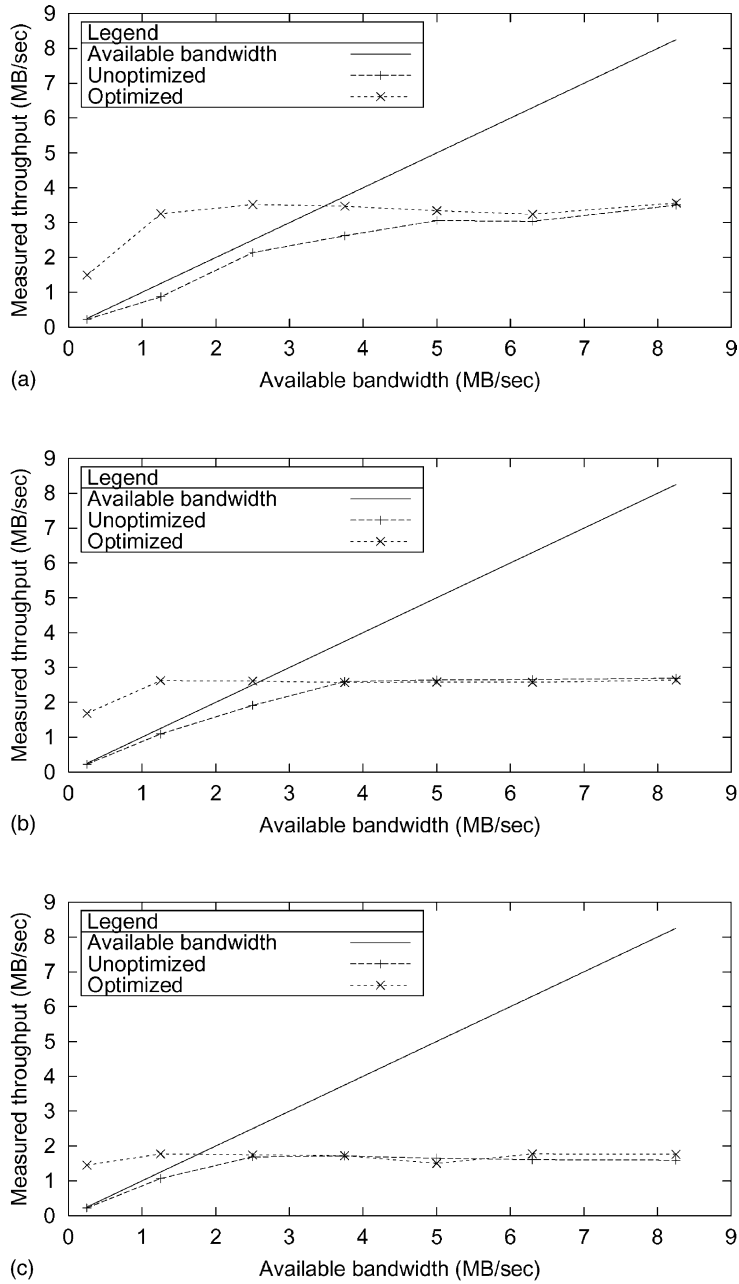 9
8
7
6
5
4
3
2
1
0
Measured throughput (MB/sec)
Legend
Available bandwidth
Unoptimized
Optimized
0 1 2 3 4 5 6 7 8 9
(a) Available bandwidth (MB/sec)
9
8
7
6
5
4
3
2
1
0
Measured throughput (MB/sec)
Legend
Available bandwidth
Unoptimized
Optimized
0 1 2 3 4 5 6 7 8 9
(b) Available bandwidth (MB/sec)
9
8
7
6
5
4
3
2
1
0
Measured throughput (MB/sec)
Legend
Available bandwidth
Unoptimized
Optimized
0 1 2 3 4 5 6 7 8 9
(c) Available bandwidth (MB/sec)